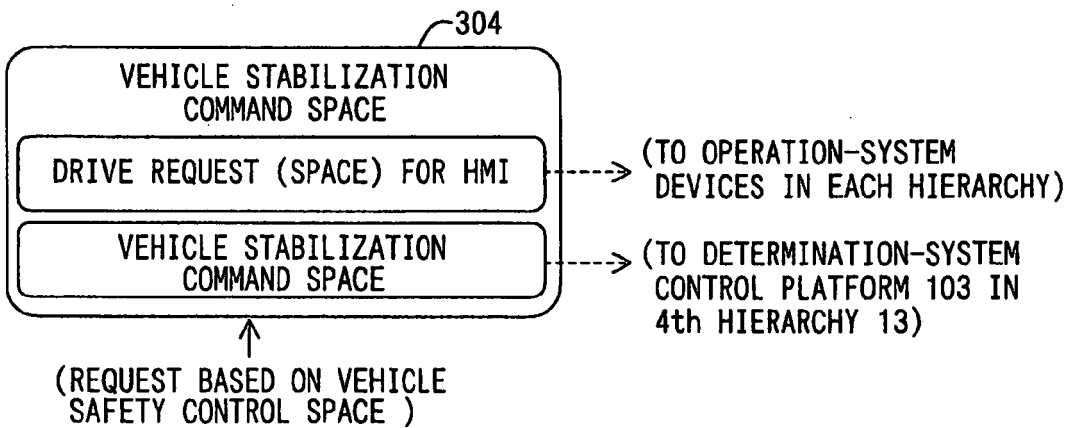 304
VEHICLE STABILIZATION
COMMAND SPACE
DRIVE REQUEST (SPACE) FOR HMI
(TO OPERATION-SYSTEM
DEVICES IN EACH HIERARCHY)
VEHICLE STABILIZATION
COMMAND SPACE
(TO DETERMINATION-SYSTEM
CONTROL PLATFORM 103 IN
4th HIERARCHY 13)
(REQUEST BASED ON VEHICLE
SAFETY CONTROL SPACE )